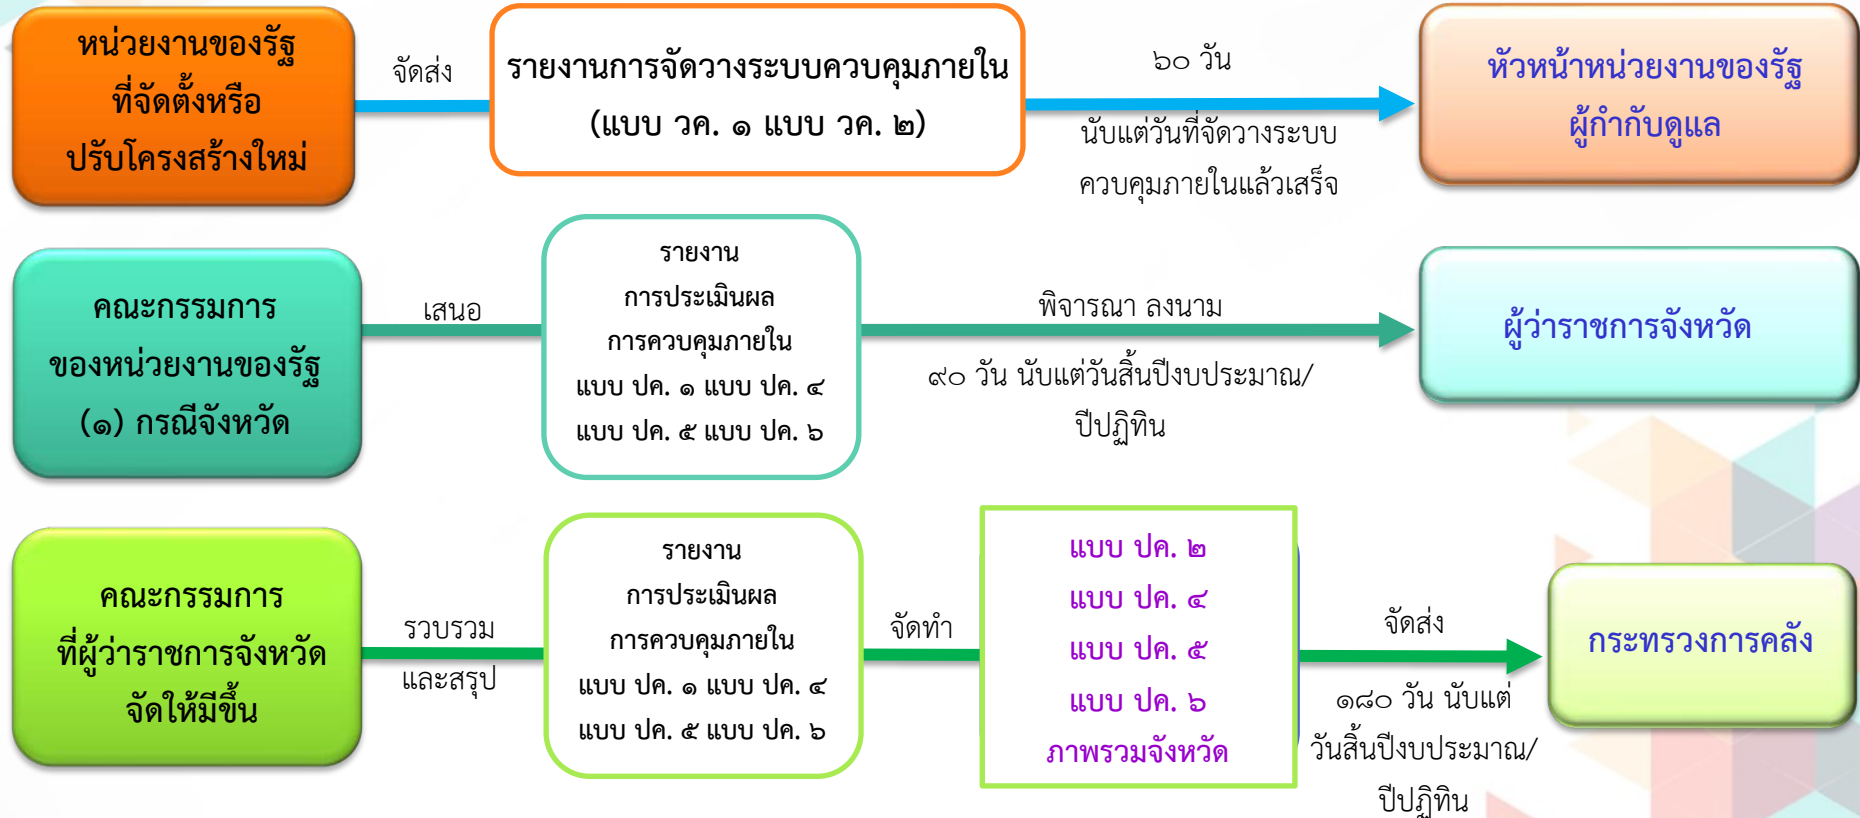 หน่วยงานของรัฐ
ที่จัดตั้งหรือ
ปรับโครงสร้างใหม่
จัดส่ง
รายงานการจัดวางระบบควบคุมภายใน
(แบบ วค. ๑ แบบ วค. ๒)
๖๐ วัน
นับแต่วันที่จัดวางระบบ
ควบคุมภายในแล้วเสร็จ
หัวหน้าหน่วยงานของรัฐ
ผู้กำกับดูแล
คณะกรรมการ
ของหน่วยงานของรัฐ
(๑) กรณีจังหวัด
เสนอ
รายงาน
การประเมินผล
การควบคุมภายใน
แบบ ปค. ๑ แบบ ปค. ๔
แบบ ปค. ๕ แบบ ปค. ๖
พิจารณา ลงนาม
๙๐ วัน นับแต่วันสิ้นปีงบประมาณ/
ปีปฏิทิน
ผู้ว่าราชการจังหวัด
คณะกรรมการ
ที่ผู้ว่าราชการจังหวัด
จัดให้มีขึ้น
รวบรวม
และสรุป
รายงาน
การประเมินผล
การควบคุมภายใน
แบบ ปค. ๑ แบบ ปค. ๔
แบบ ปค. ๕ แบบ ปค. ๖
จัดทำ
แบบ ปค. ๒
แบบ ปค. ๔
แบบ ปค. ๕
แบบ ปค. ๖
ภาพรวมจังหวัด
จัดส่ง
๑๘๐ วัน นับแต่
วันสิ้นปีงบประมาณ/
ปีปฏิทิน
กระทรวงการคลัง